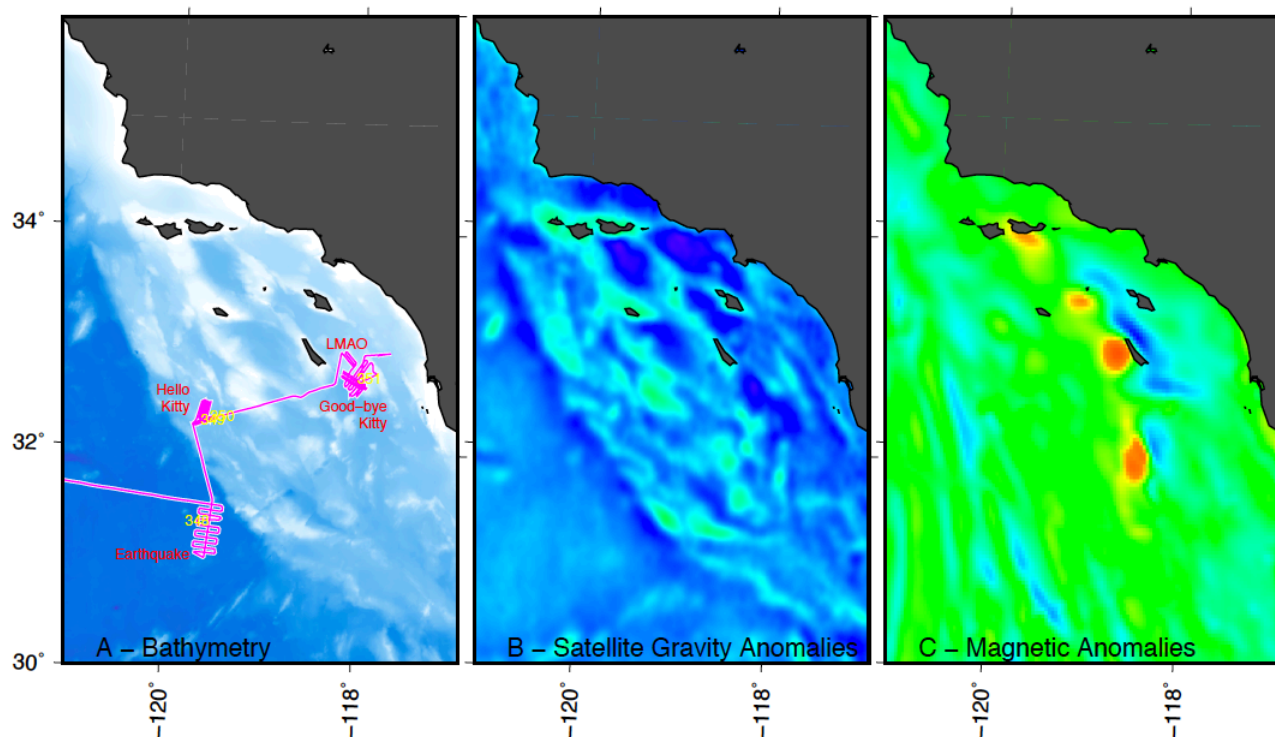 34°
LMAO
Hello
Kitty
Good-bye
Kitty
32°
Earthquake
A – Bathymetry
B – Satellite Gravity Anomalies
C – Magnetic Anomalies
30°
-120°
-118°
-120°
-118°
-120°
-118°